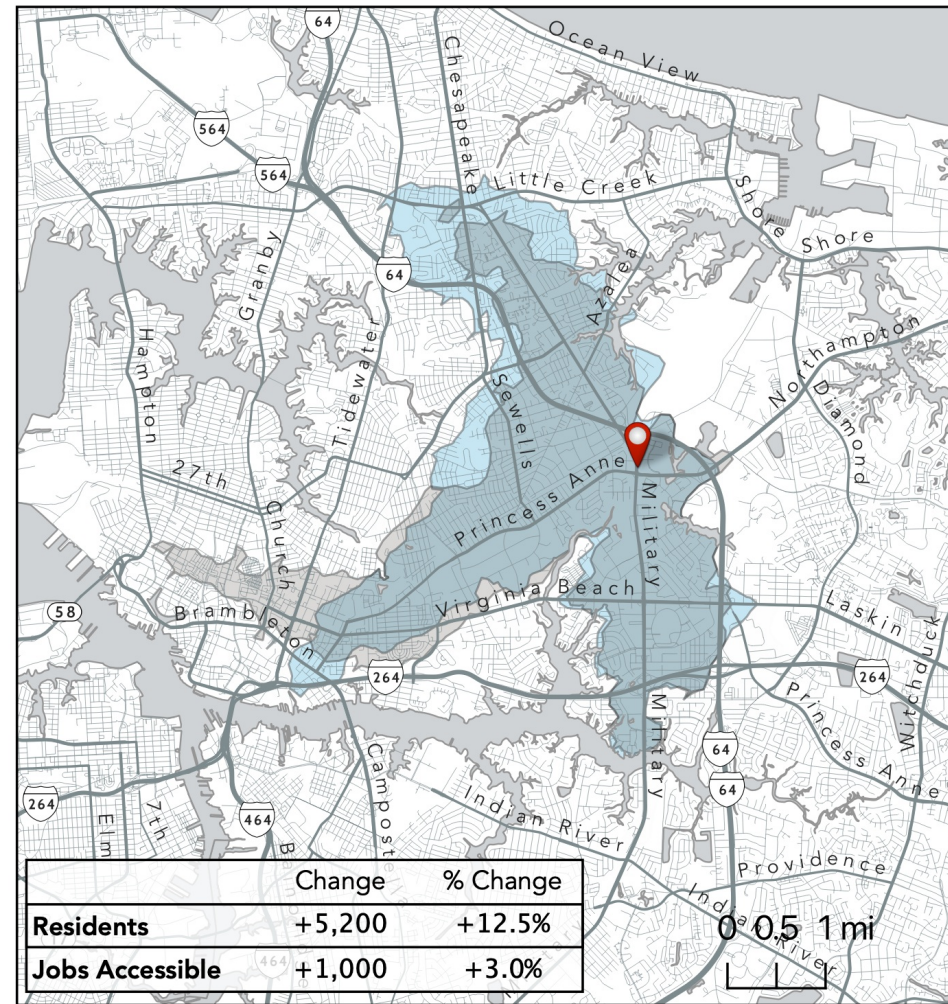 64
Ocean View
Chesapeake
564
564
Little Creek
Shore
Shore Shore
Granby
64
Azalea
Northampton
Hampton
Tidewater
Diamond
Sewells
27th
Princess Anne
Military
Church
Virginia Beach
58
Brambleton
Laskin
264
264
Witchduck
Princess Anne
Military
64
264
64
Elm
7th
464
Indian River
Providence
Indian River
464
Change % Change
Residents +5,200 +12.5%
Jobs Accessible +1,000 +3.0%
0 0.5 1 mi